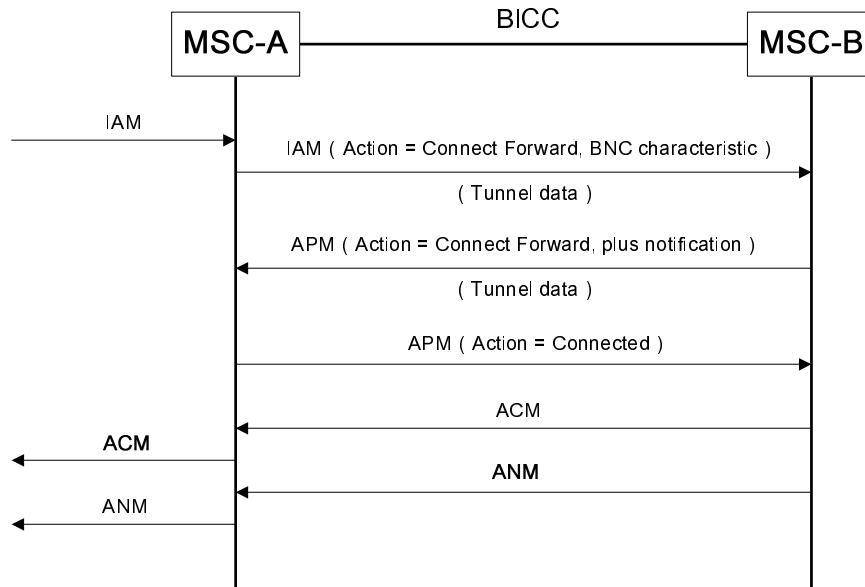 BICC
MSC-A
MSC-B
IAM
IAM ( Action = Connect Forward, BNC characteristic )
( Tunnel data )
APM ( Action = Connect Forward, plus notification )
( Tunnel data )
APM ( Action = Connected )
ACM
ACM
ANM
ANM